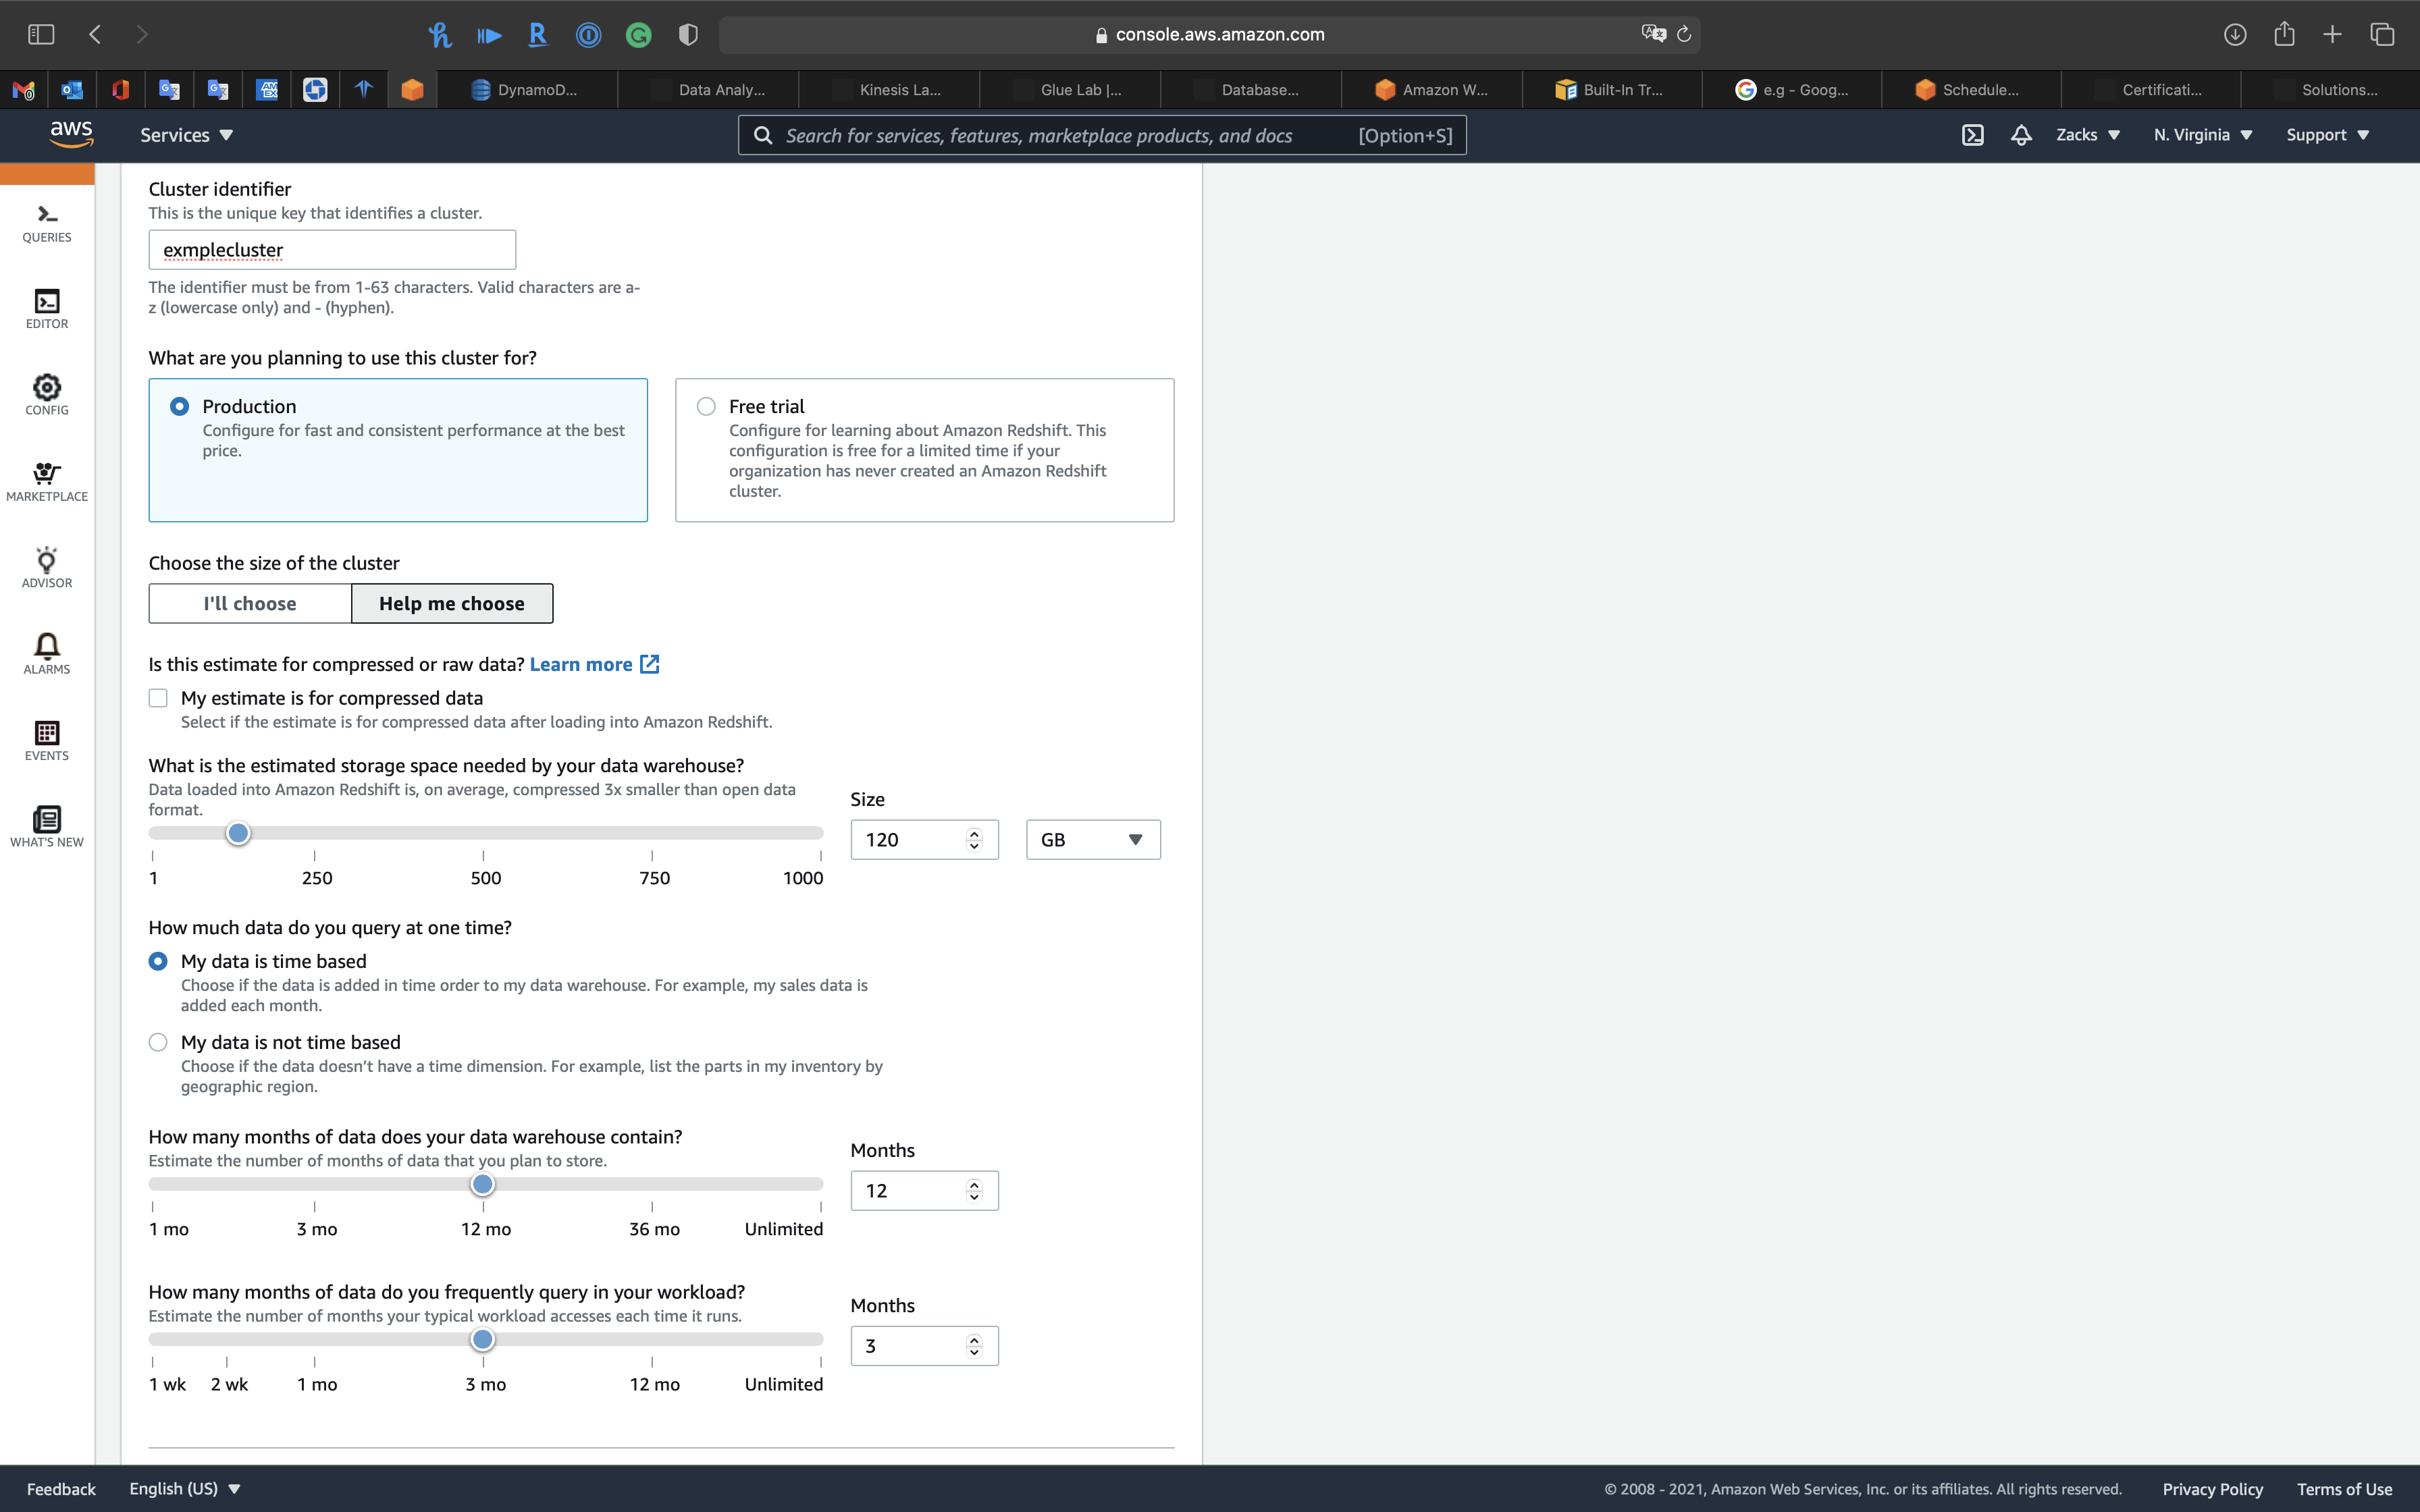 console.aws.amazon.com
DynamoD...
Data Analy...
Kinesis La...
Glue Lab |...
Database...
Amazon W...
Built-In Tr...
e.g - Goog...
Schedule...
Certificati...
Solutions...
aws
Services
Search for services, features, marketplace products, and docs
[Option+S]
Zacks
N. Virginia
Support
QUERIES
EDITOR
CONFIG
MARKETPLACE
ADVISOR
ALARMS
EVENTS
WHAT'S NEW
Cluster identifier
This is the unique key that identifies a cluster.
exmplecluster
The identifier must be from 1-63 characters. Valid characters are a-
z (lowercase only) and - (hyphen).
What are you planning to use this cluster for?
Production
Configure for fast and consistent performance at the best
price.
Free trial
Configure for learning about Amazon Redshift. This
configuration is free for a limited time if your
organization has never created an Amazon Redshift
cluster.
Choose the size of the cluster
I'll choose
Help me choose
Is this estimate for compressed or raw data? Learn more
My estimate is for compressed data
Select if the estimate is for compressed data after loading into Amazon Redshift.
What is the estimated storage space needed by your data warehouse?
Data loaded into Amazon Redshift is, on average, compressed 3x smaller than open data
format.
1 250 500 750 1000
Size
120
GB
How much data do you query at one time?
My data is time based
Choose if the data is added in time order to my data warehouse. For example, my sales data is
added each month.
My data is not time based
Choose if the data doesn't have a time dimension. For example, list the parts in my inventory by
geographic region.
How many months of data does your data warehouse contain?
Estimate the number of months of data that you plan to store.
1 mo 3 mo 12 mo 36 mo Unlimited
Months
12
How many months of data do you frequently query in your workload?
Estimate the number of months your typical workload accesses each time it runs.
1 wk 2 wk 1 mo 3 mo 12 mo Unlimited
Months
3
Feedback
English (US)
© 2008 - 2021, Amazon Web Services, Inc. or its affiliates. All rights reserved.
Privacy Policy
Terms of Use